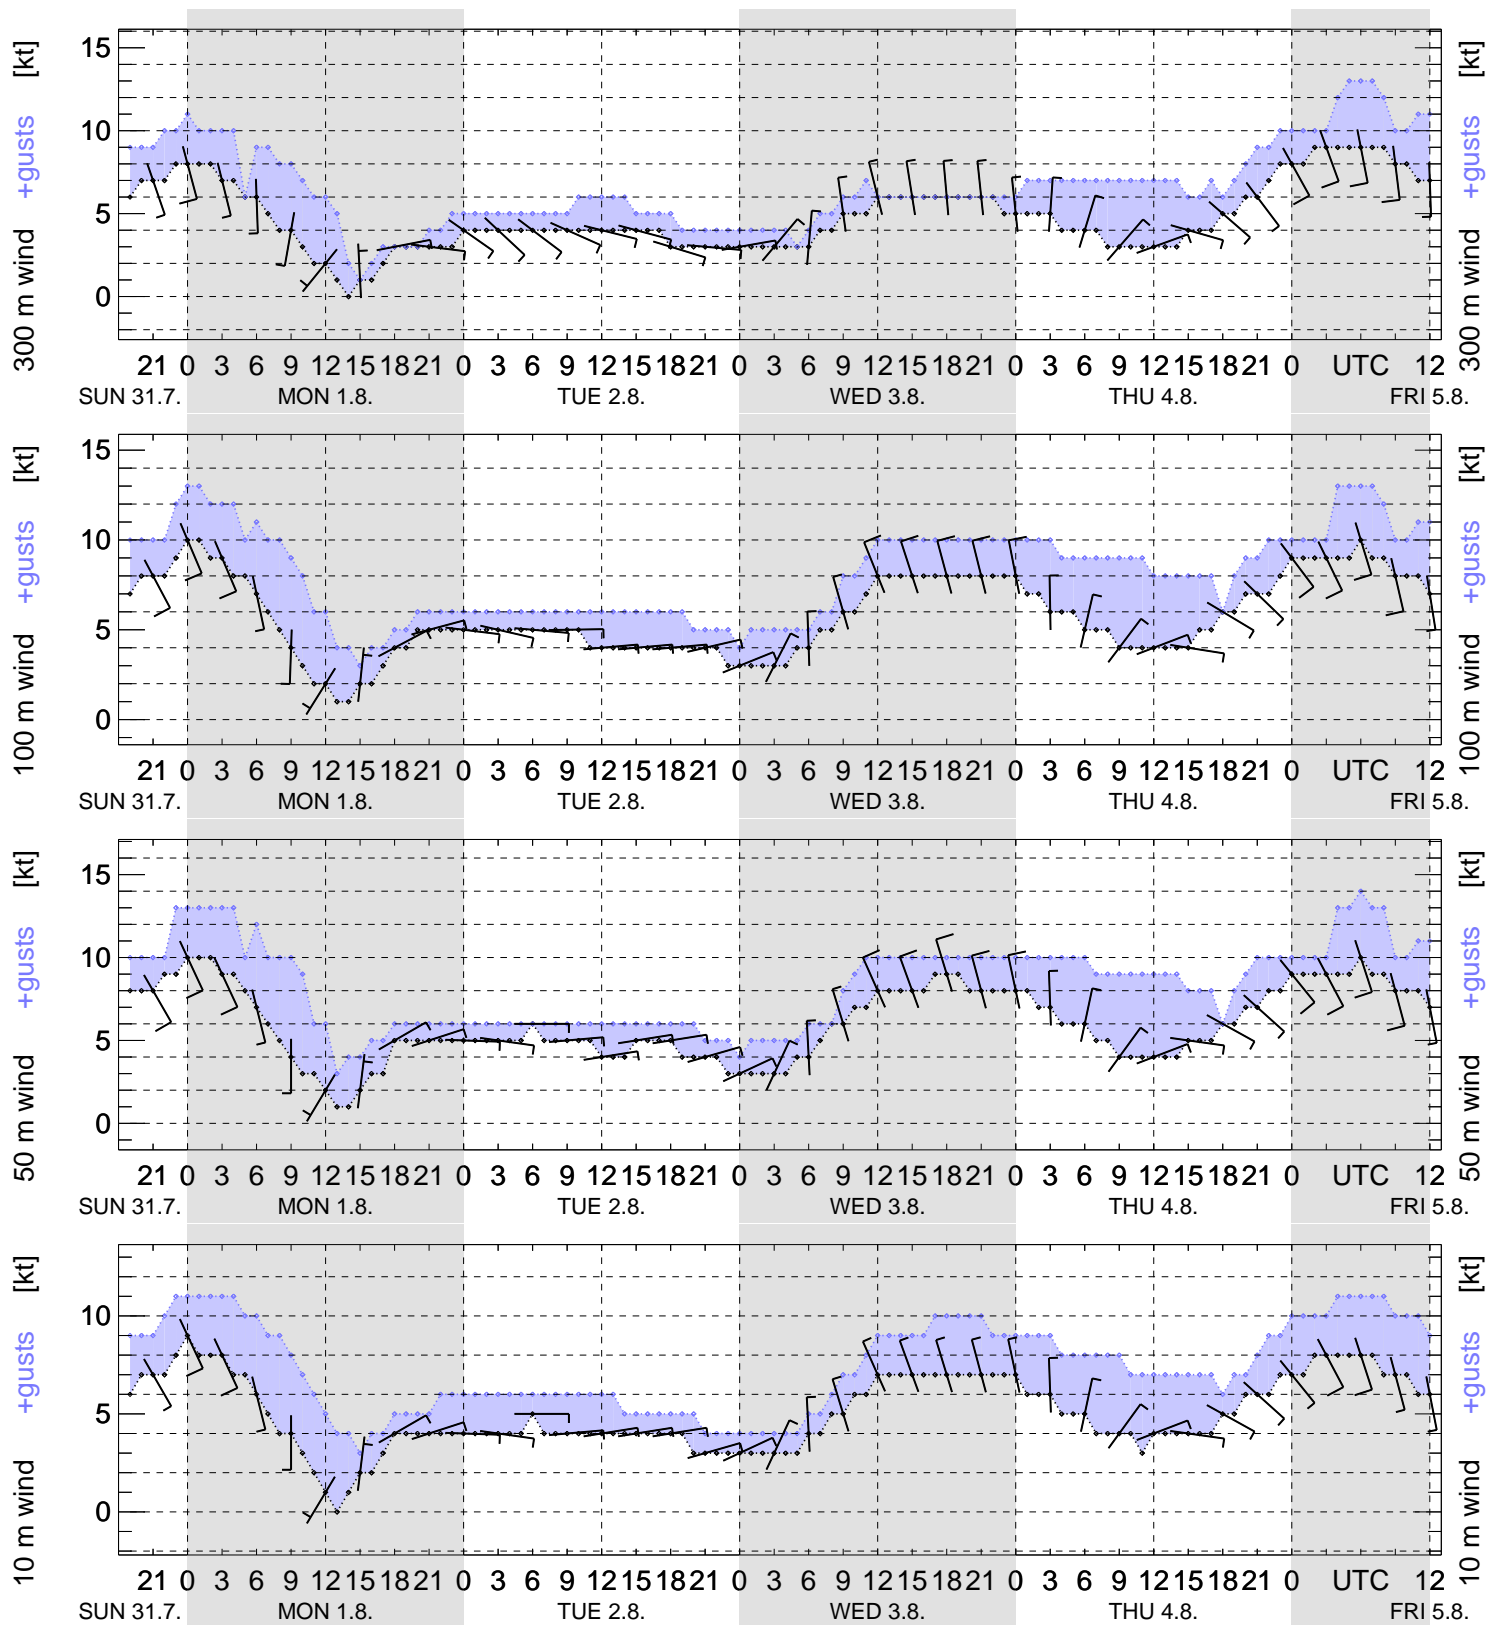 300 m wind +gusts [kt]
15
10
5
0
300 m wind +gusts [kt]
21 0 3 6 9 12 15 18 21 0 3 6 9 12 15 18 21 0 3 6 9 12 15 18 21 0 3 6 9 12 15 18 21 0 UTC 12
SUN 31.7. MON 1.8. TUE 2.8. WED 3.8. THU 4.8. FRI 5.8.
100 m wind +gusts [kt]
15
10
5
0
100 m wind +gusts [kt]
21 0 3 6 9 12 15 18 21 0 3 6 9 12 15 18 21 0 3 6 9 12 15 18 21 0 3 6 9 12 15 18 21 0 UTC 12
SUN 31.7. MON 1.8. TUE 2.8. WED 3.8. THU 4.8. FRI 5.8.
50 m wind +gusts [kt]
15
10
5
0
50 m wind +gusts [kt]
21 0 3 6 9 12 15 18 21 0 3 6 9 12 15 18 21 0 3 6 9 12 15 18 21 0 3 6 9 12 15 18 21 0 UTC 12
SUN 31.7. MON 1.8. TUE 2.8. WED 3.8. THU 4.8. FRI 5.8.
10 m wind +gusts [kt]
10
5
0
10 m wind +gusts [kt]
21 0 3 6 9 12 15 18 21 0 3 6 9 12 15 18 21 0 3 6 9 12 15 18 21 0 3 6 9 12 15 18 21 0 UTC 12
SUN 31.7. MON 1.8. TUE 2.8. WED 3.8. THU 4.8. FRI 5.8.